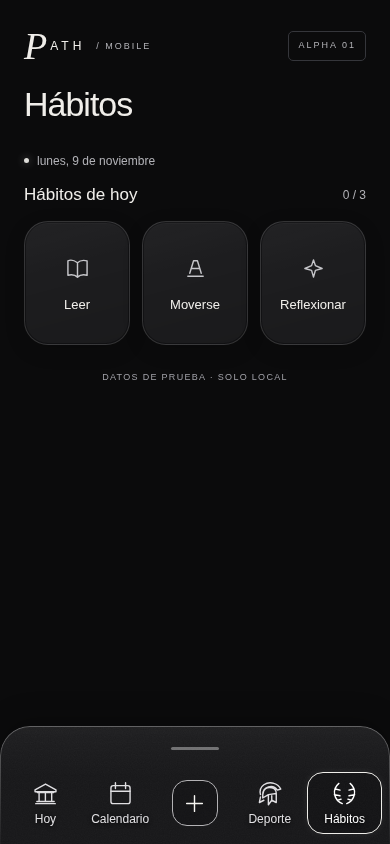 PATH / MOBILE
ALPHA 01
Hábitos
lunes, 9 de noviembre
Hábitos de hoy
0 / 3
Leer
Moverse
Reflexionar
DATOS DE PRUEBA · SOLO LOCAL
Hoy
Calendario
Deporte
Hábitos